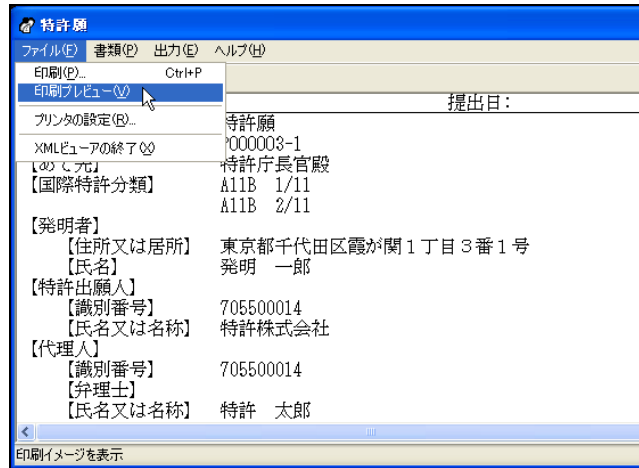 特許願
ファイル(F) 書類(P) 出力(E) ヘルプ(H)
印刷(P)... Ctrl+P
印刷プレビュー(V)
プリンタの設定(R)...
XMLビューアの終了(X)
提出日:
特許願
P000003-1
【あて先】 特許庁長官殿
【国際特許分類】 A11B 1/11
A11B 2/11
【発明者】
【住所又は居所】 東京都千代田区霞が関1丁目3番1号
【氏名】 発明 一郎
【特許出願人】
【識別番号】 705500014
【氏名又は名称】 特許株式会社
【代理人】
【識別番号】 705500014
【弁理士】
【氏名又は名称】 特許 太郎
印刷イメージを表示